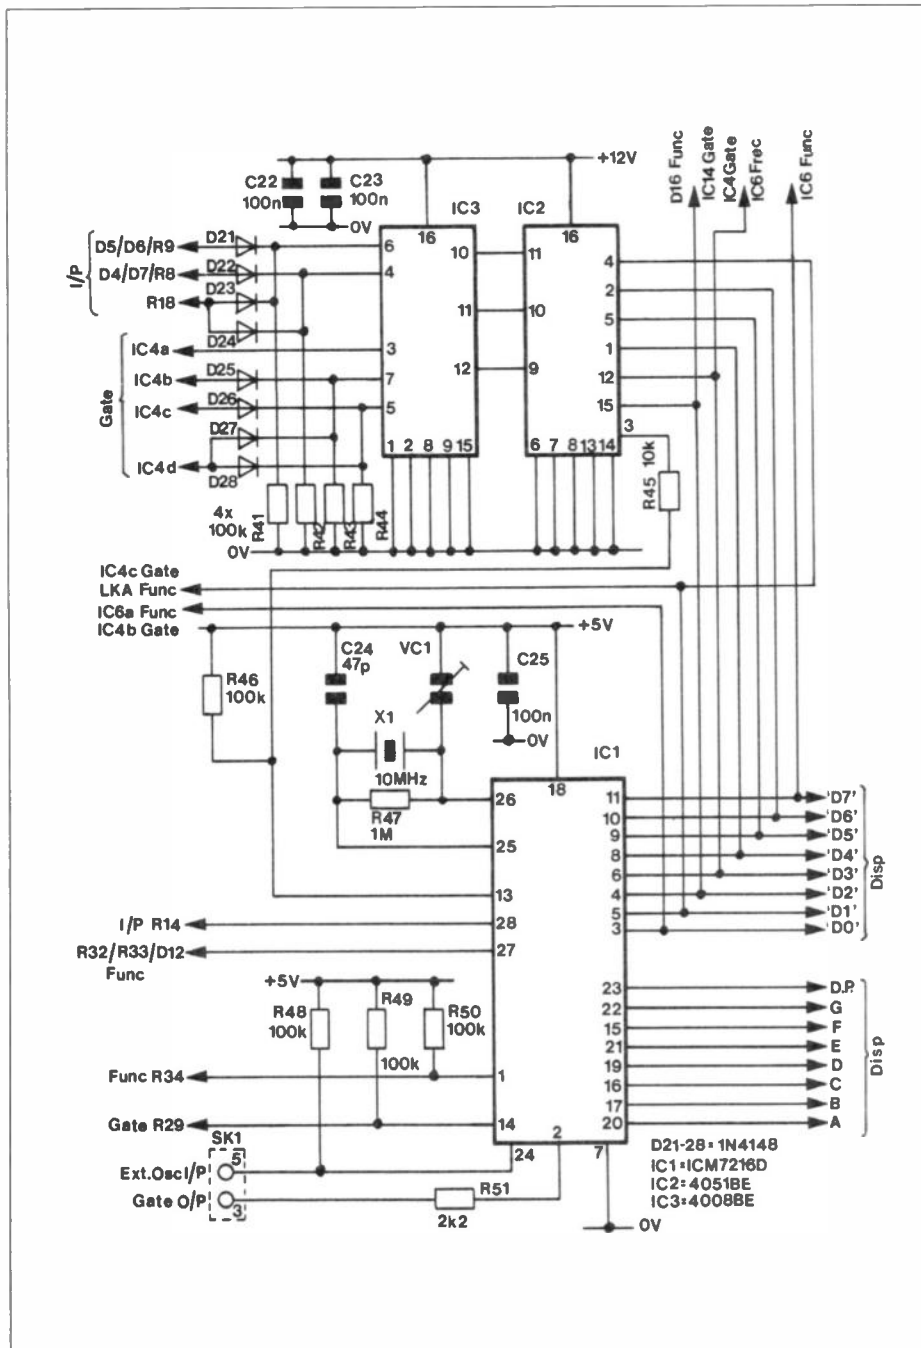 +12V
C22
100n
C23
100n
0V
D16 Func
IC14 Gate
IC4Gate
IC6 Frec
IC6 Func
IC3
IC2
16
16
I/P
D5/D6/R9
D21
6
10
11
4
D4/D7/R8
D22
4
2
R18
D23
11
10
5
D24
1
Gate
IC4a
3
12
9
12
IC4b
D25
7
15
IC4c
D26
5
3
D27
1 2 8 9 15
6 7 8 13 14
IC4d
D28
R45 10k
4x
100k
R41
R42
R43
R44
0V
IC4c Gate
LKA Func
IC6a Func
IC4b Gate
+5V
C24
47p
VC1
C25
100n
0V
R46
100k
X1
10MHz
IC1
18
R47
1M
26
11
'D7'
10
'D6'
9
'D5'
25
8
'D4'
6
'D3'
13
4
'D2'
5
'D1'
3
'D0'
Disp
I/P R14
28
R32/R33/D12
Func
27
+5V
R48
100k
R49
100k
R50
100k
23
D.P.
22
G
15
F
21
E
19
D
16
C
17
B
20
A
Disp
Func R34
1
Gate R29
14
SK1
24
2
7
Ext.Osc I/P
5
Gate O/P
3
R51
2k2
0V
D21-28=1N4148
IC1=ICM7216D
IC2=4051BE
IC3=4008BE